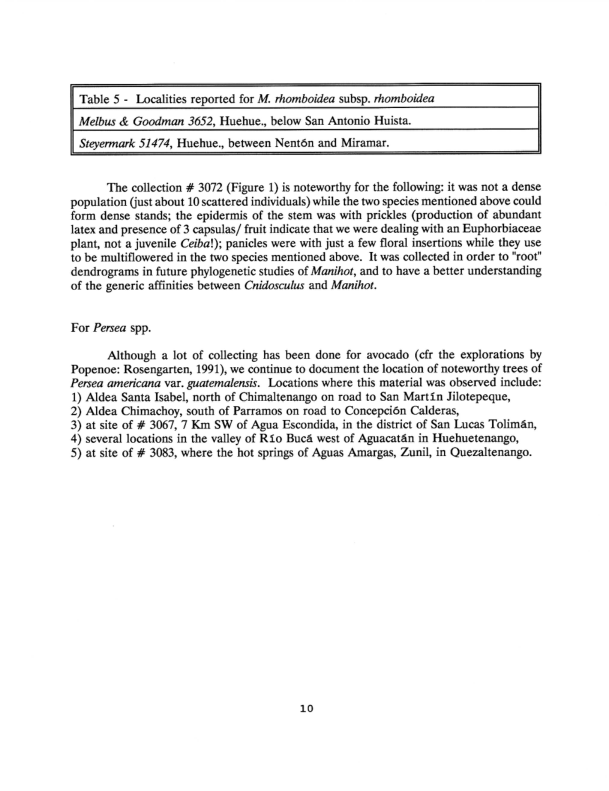 Table 5 - Localities reported for M. rhomboidea subsp. rhomboidea
Melbus & Goodman 3652, Huehue., below San Antonio Huista.
Steyermark 51474, Huehue., between Nentón and Miramar.
The collection # 3072 (Figure 1) is noteworthy for the following: it was not a dense
population (just about 10 scattered individuals) while the two species mentioned above could
form dense stands; the epidermis of the stem was with prickles (production of abundant
latex and presence of 3 capsulas/ fruit indicate that we were dealing with an Euphorbiaceae
plant, not a juvenile Ceiba!); panicles were with just a few floral insertions while they use
to be multiflowered in the two species mentioned above. It was collected in order to "root"
dendrograms in future phylogenetic studies of Manihot, and to have a better understanding
of the generic affinities between Cnidosculus and Manihot.
For Persea spp.
Although a lot of collecting has been done for avocado (cfr the explorations by
Popenoe: Rosengarten, 1991), we continue to document the location of noteworthy trees of
Persea americana var. guatemalensis. Locations where this material was observed include:
1) Aldea Santa Isabel, north of Chimaltenango on road to San Martín Jilotepeque,
2) Aldea Chimachoy, south of Parramos on road to Concepción Calderas,
3) at site of # 3067, 7 Km SW of Agua Escondida, in the district of San Lucas Tolimán,
4) several locations in the valley of Río Bucá west of Aguacatán in Huehuetenango,
5) at site of # 3083, where the hot springs of Aguas Amargas, Zunil, in Quezaltenango.
10